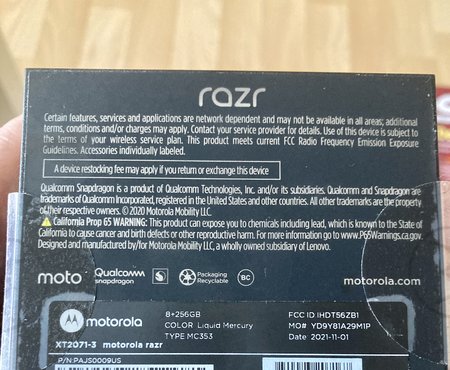 razr
Certain features, services and applications are network dependent and may not be available in all areas; additional
terms, conditions and/or charges may apply. Contact your service provider for details. Use of this device is subject to
the terms of your wireless service plan. This product meets current FCC Radio Frequency Emission Exposure
Guidelines. Accessories individually labeled.
A device restocking fee may apply if you return or exchange this device
Qualcomm Snapdragon is a product of Qualcomm Technologies, Inc. and/or its subsidiaries. Qualcomm and Snapdragon are
trademarks of Qualcomm Incorporated, registered in the United States and other countries. All other trademarks are the property
of their respective owners. © 2020 Motorola Mobility LLC.
⚠ California Prop 65 WARNING: This product can expose you to chemicals including lead, which is known to the State of
California to cause cancer and birth defects or other reproductive harm. For more information go to www.P65Warnings.ca.gov.
Designed and manufactured by/for Motorola Mobility LLC, a wholly owned subsidiary of Lenovo.
moto Qualcomm snapdragon Packaging Recyclable BC motorola.com
motorola 8+256GB FCC ID IHDT56ZB1
COLOR Liquid Mercury MO# YD9Y81A29M1P
XT2071-3 motorola razr TYPE MC353 Date 2021-11-01
P/N:PAJS0009US